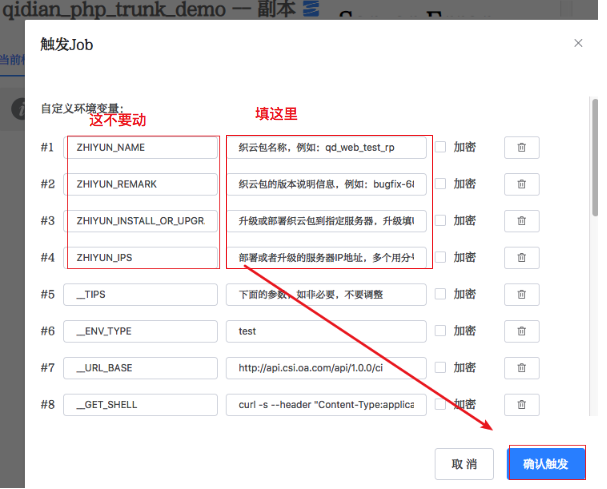 qidian_php_trunk_demo — 副本
触发Job
当前
自定义环境变量:
这不要动
填这里
#1 ZHIYUN_NAME 织云包名称，例如：qd_web_test_rp 加密
#2 ZHIYUN_REMARK 织云包的版本说明信息，例如：bugfix-68 加密
#3 ZHIYUN_INSTALL_OR_UPGR. 升级或部署织云包到指定服务器，升级填U 加密
#4 ZHIYUN_IPS 部署或者升级的服务器IP地址，多个用分号 加密
#5 __TIPS 下面的参数，如非必要，不要调整 加密
#6 __ENV_TYPE test 加密
#7 __URL_BASE http://api.csi.oa.com/api/1.0.0/ci 加密
#8 __GET_SHELL curl -s --header "Content-Type:applica 加密
取 消
确认触发